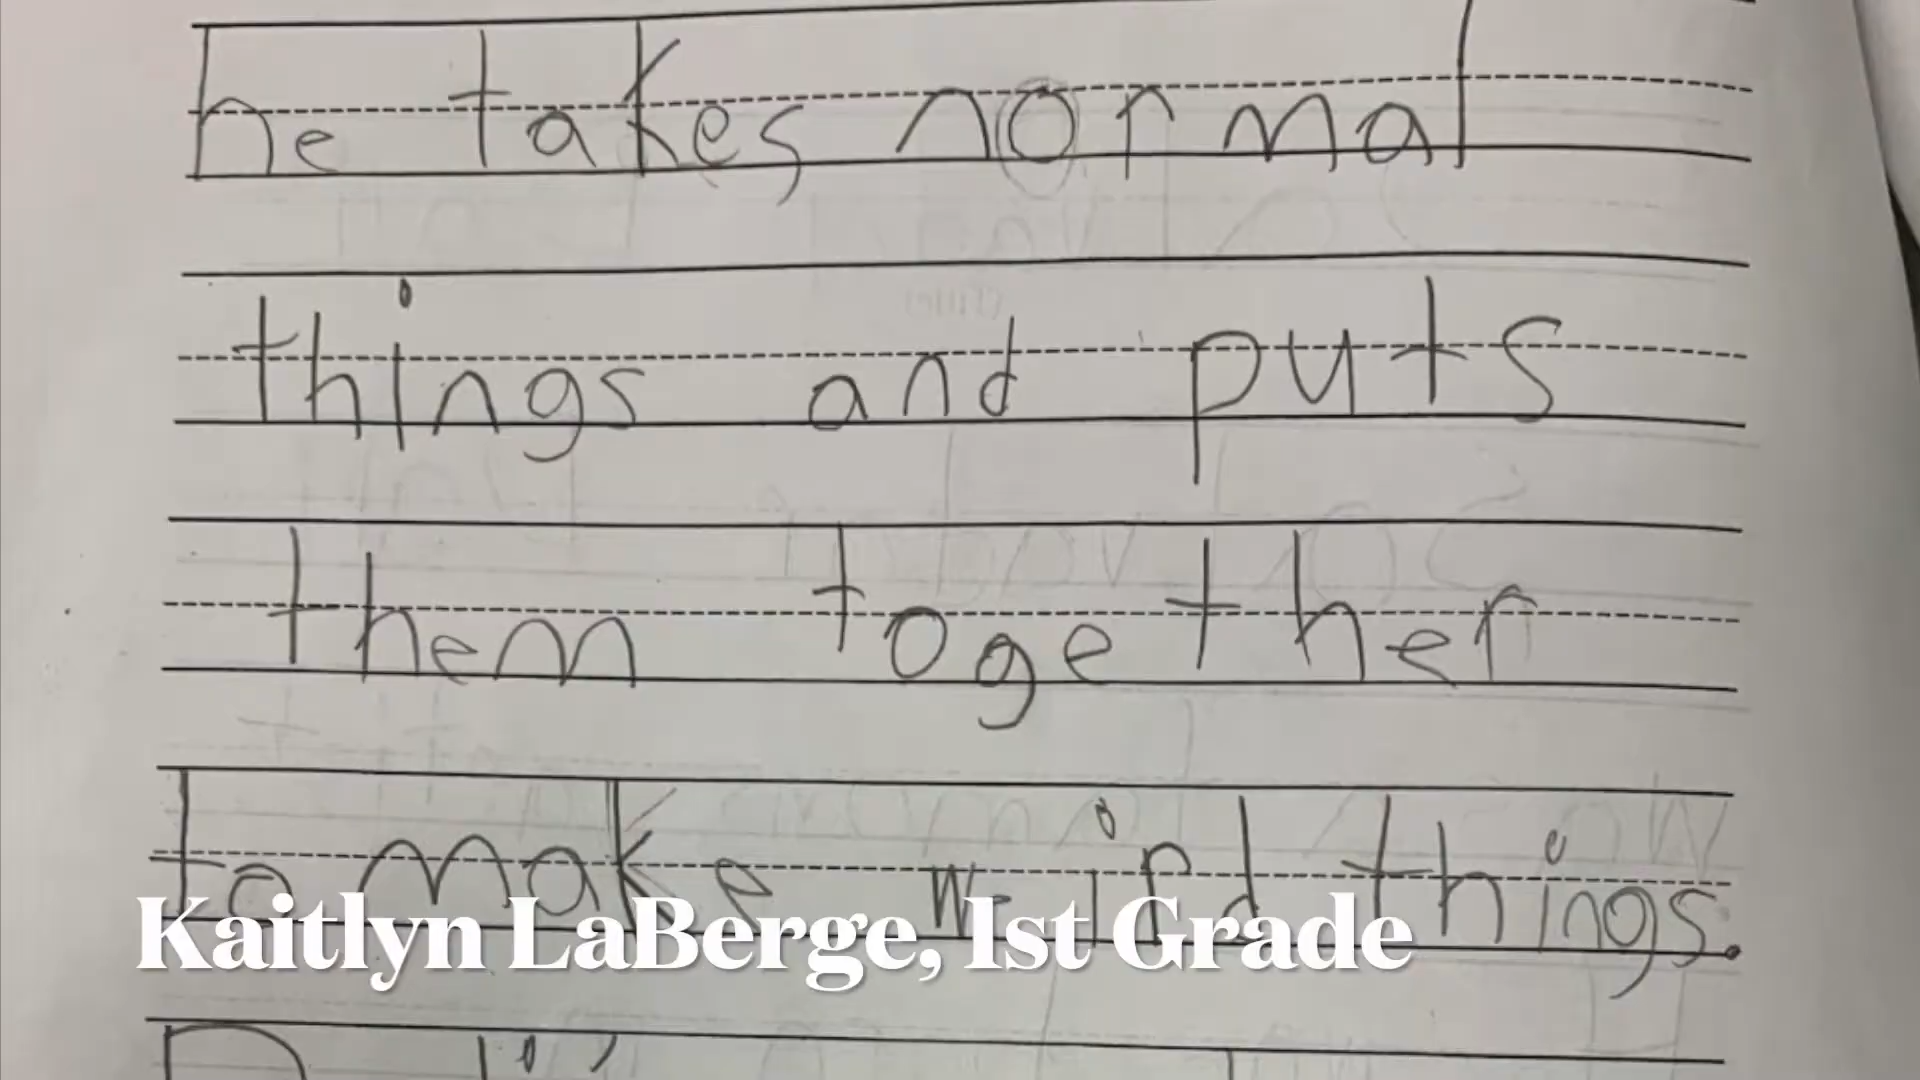 he takes normal
things and puts
them together
to make weird things.
Kaitlyn LaBerge, 1st Grade